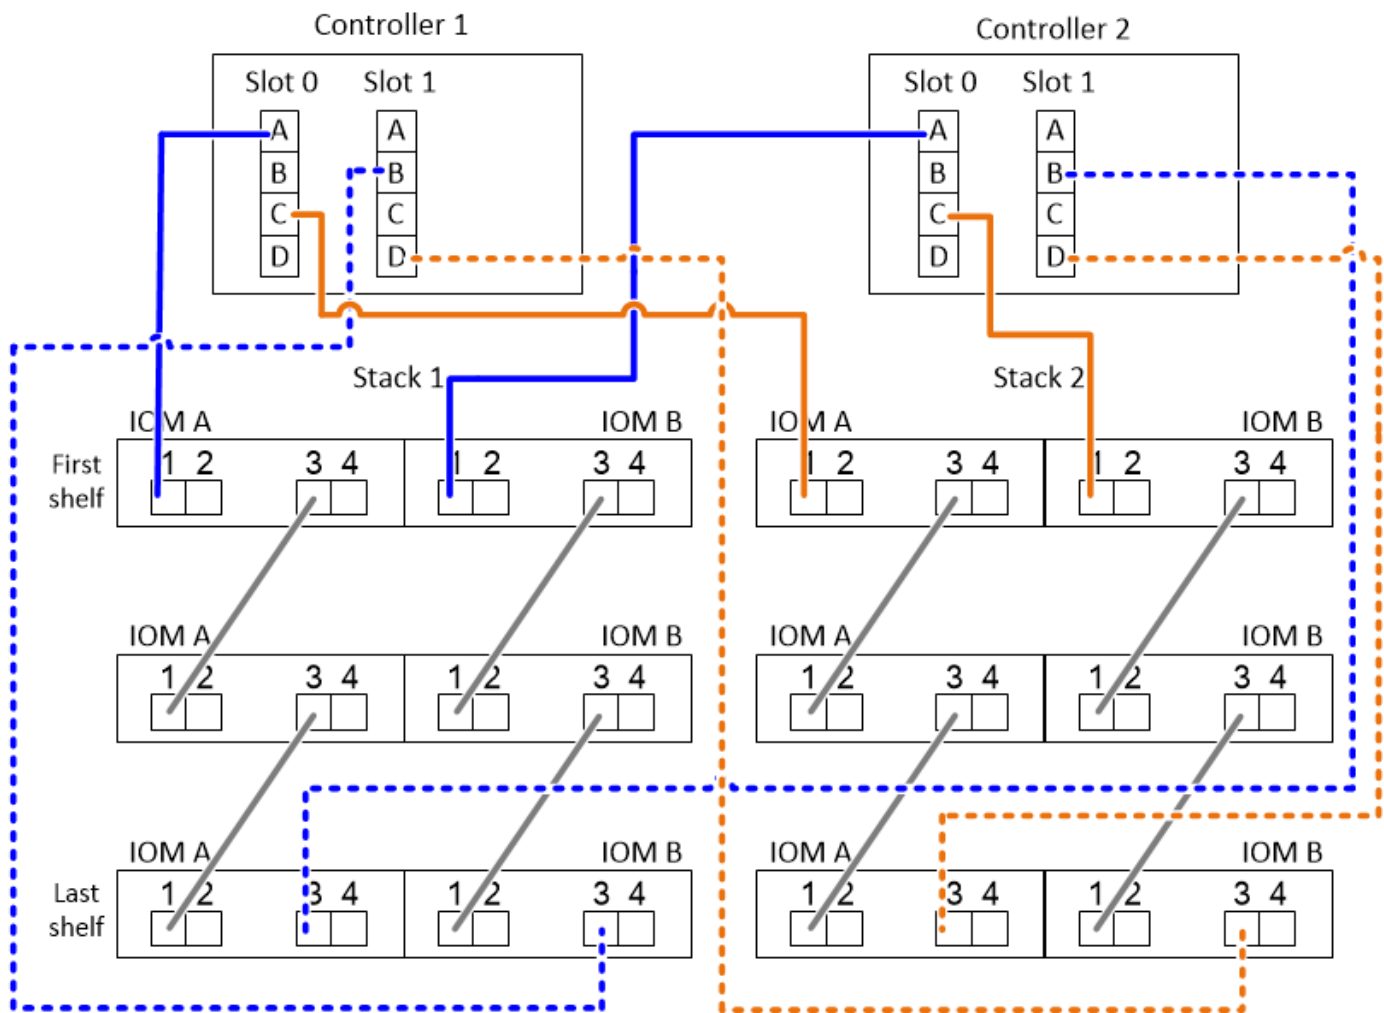 Controller 1
Controller 2
Slot 0 Slot 1
Slot 0 Slot 1
A A
B B
C C
D D
A A
B B
C C
D D
Stack 1
Stack 2
IOM A IOM B
IOM A IOM B
First
shelf
1 2 3 4 1 2 3 4
1 2 3 4 1 2 3 4
IOM A IOM B
IOM A IOM B
1 2 3 4 1 2 3 4
1 2 3 4 1 2 3 4
IOM A IOM B
IOM A IOM B
Last
shelf
1 2 3 4 1 2 3 4
1 2 3 4 1 2 3 4